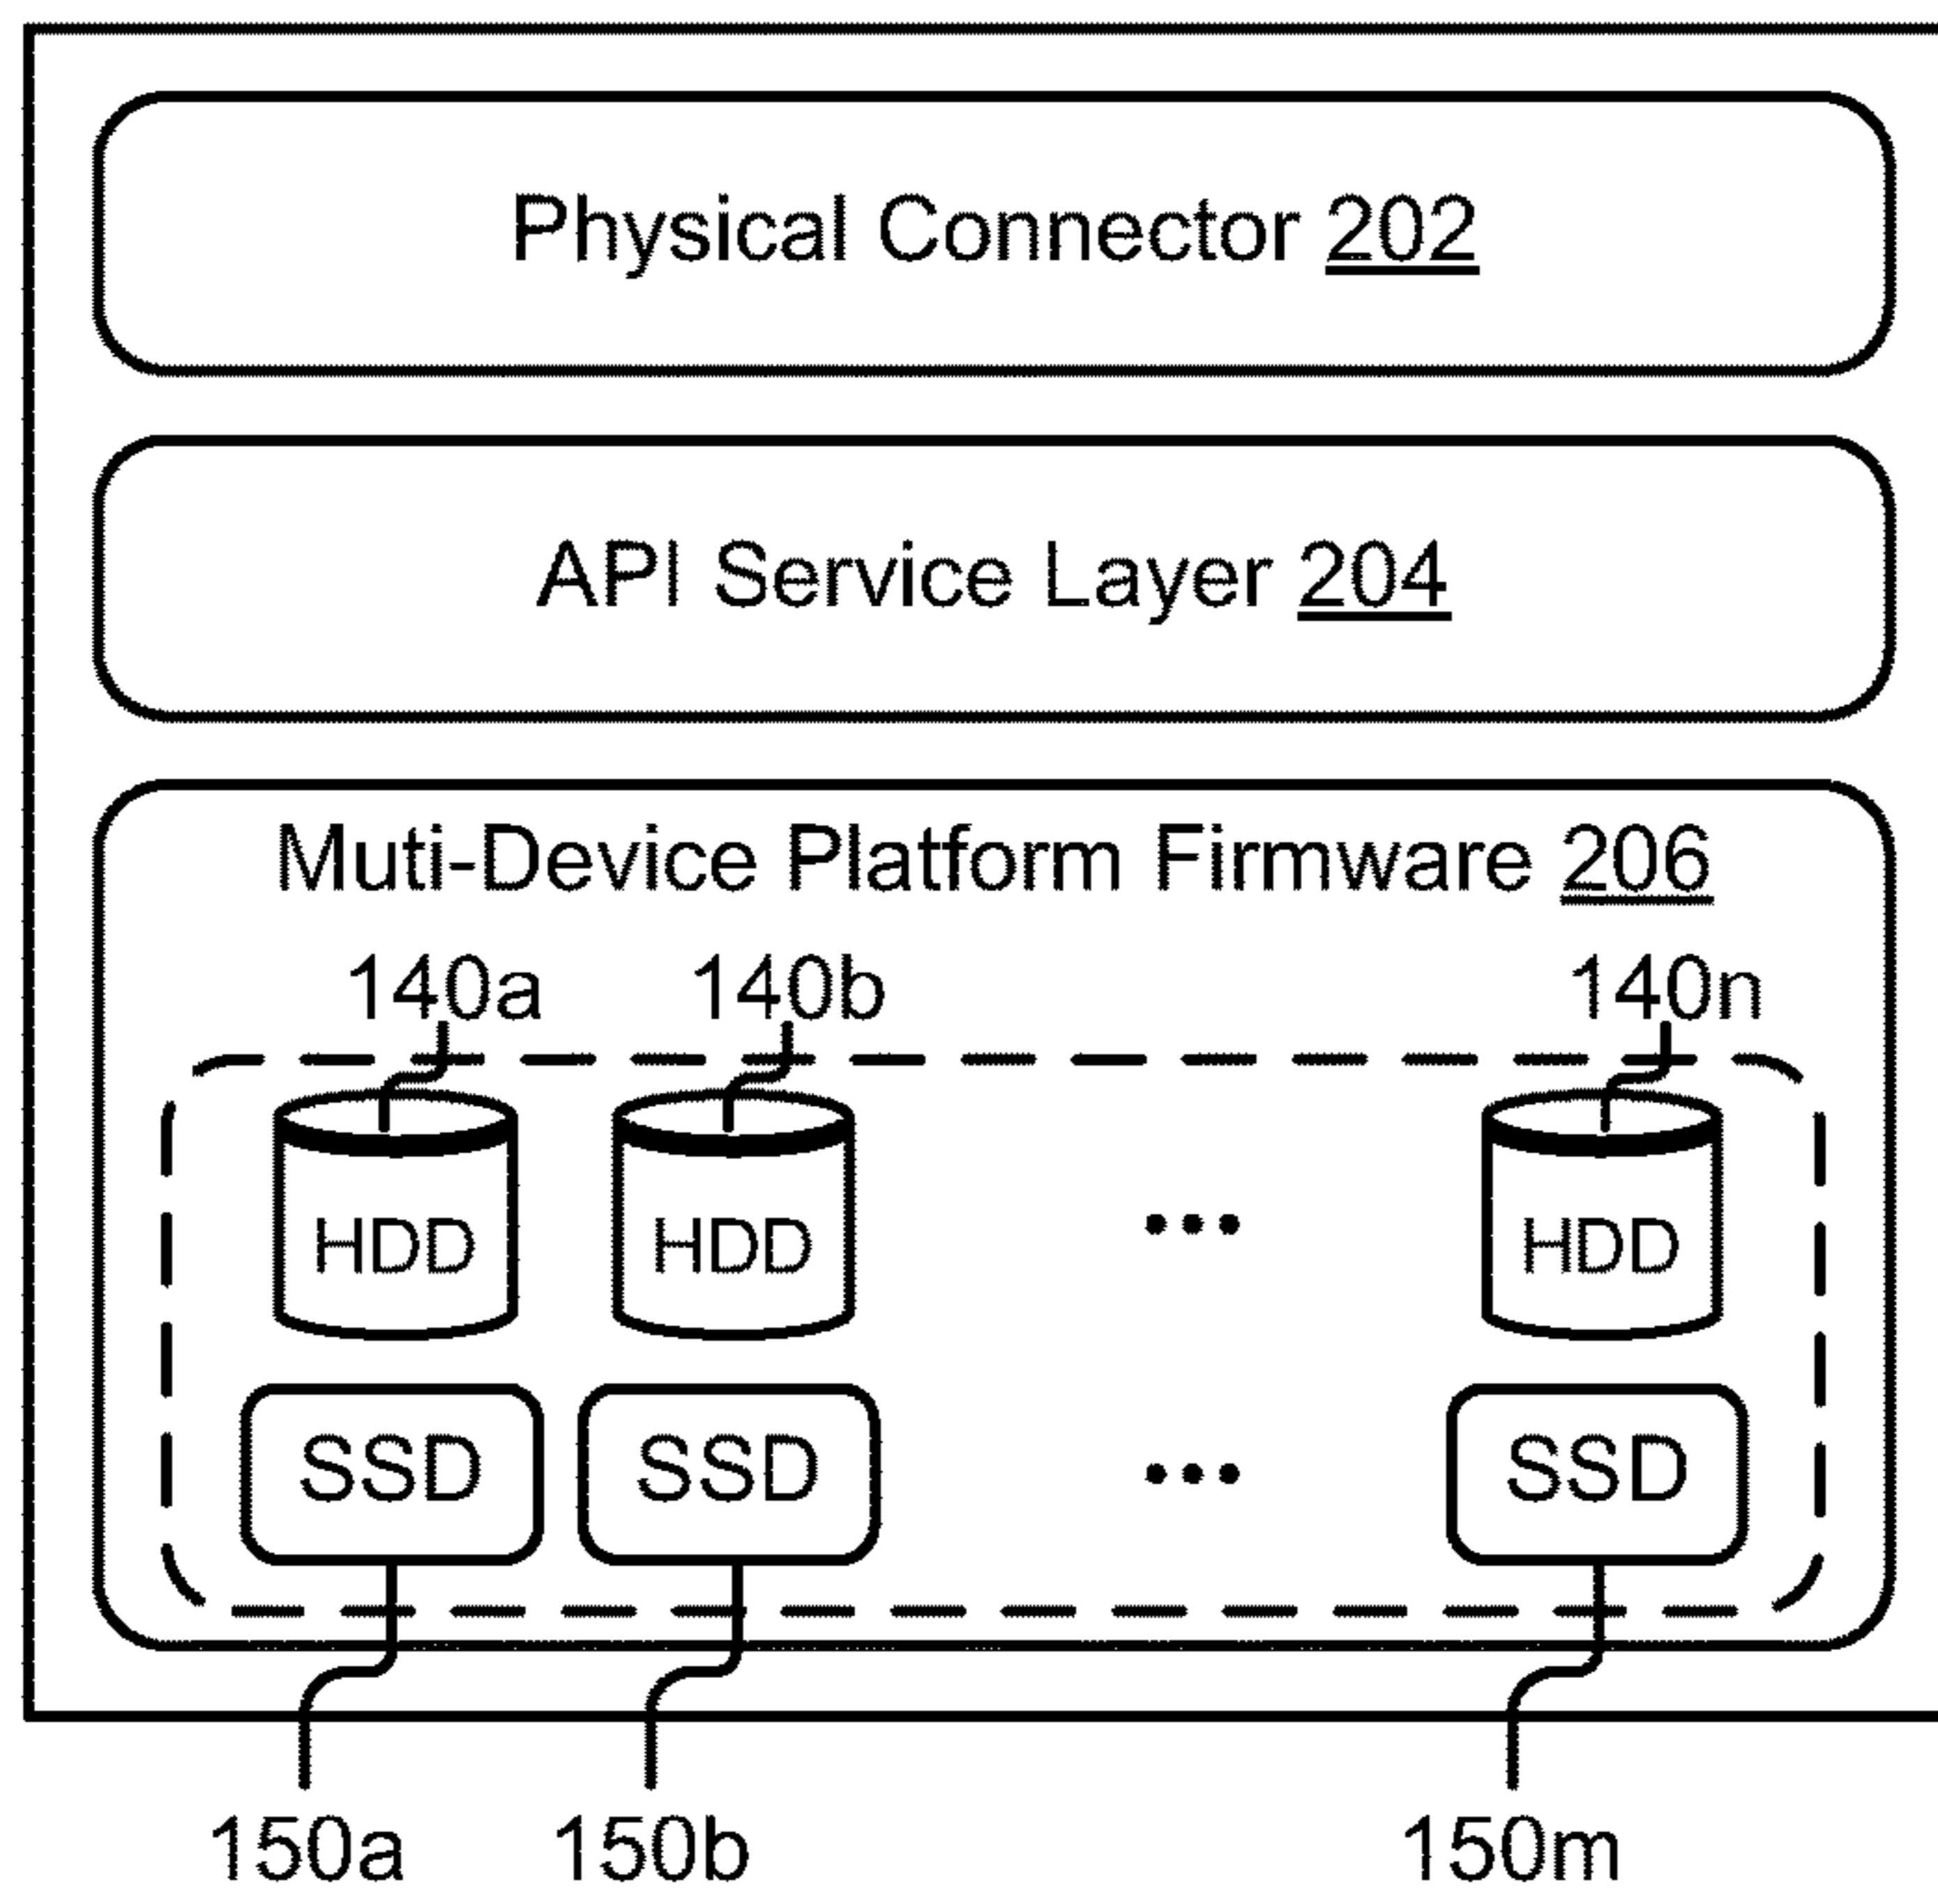 Physical Connector 202
API Service Layer 204
Muti-Device Platform Firmware 206
140a 140b 140n
HDD HDD ... HDD
SSD SSD ... SSD
150a 150b 150m